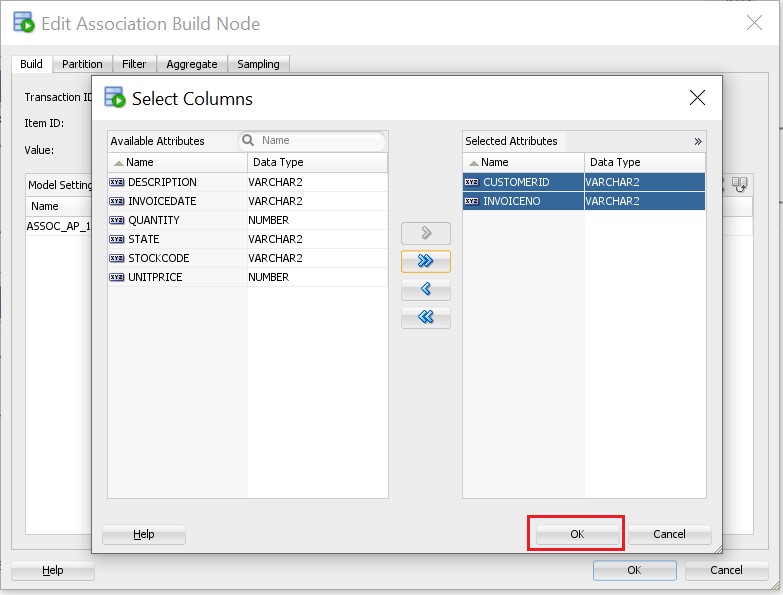 Edit Association Build Node
Build Partition Filter Aggregate Sampling
Transaction ID
Item ID:
Value:
Model Setting
Name
ASSOC_AP_1
Select Columns
Available Attributes Name
Name Data Type
DESCRIPTION VARCHAR2
INVOICEDATE VARCHAR2
QUANTITY NUMBER
STATE VARCHAR2
STOCKCODE VARCHAR2
UNITPRICE NUMBER
Selected Attributes
Name Data Type
CUSTOMERID VARCHAR2
INVOICENO VARCHAR2
Help OK Cancel
Help OK Cancel